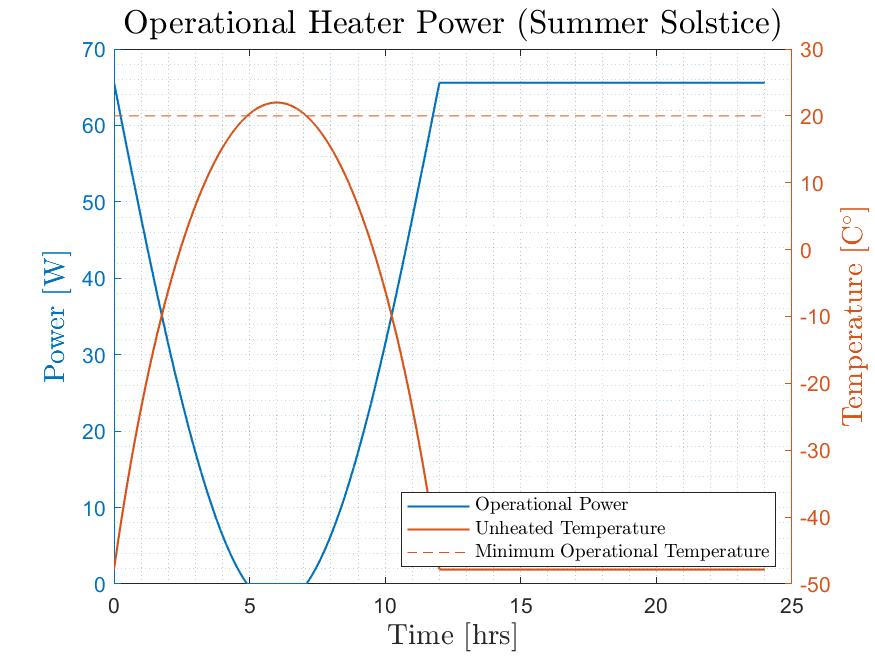 Operational Heater Power (Summer Solstice)
70
60
50
40
30
20
10
0
Power [W]
30
20
10
0
-10
-20
-30
-40
-50
Temperature [C°]
Operational Power
Unheated Temperature
Minimum Operational Temperature
0 5 10 15 20 25
Time [hrs]